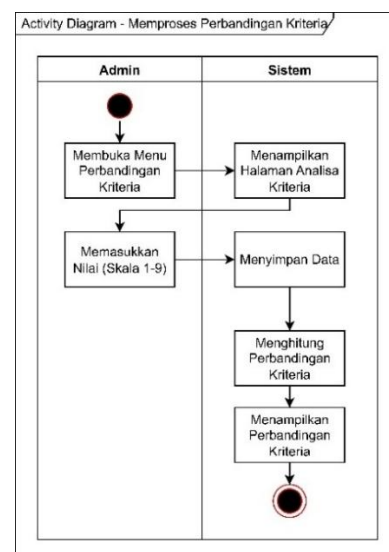 Activity Diagram - Memproses Perbandingan Kriteria
Admin
Sistem
Membuka Menu
Perbandingan
Kriteria
Menampilkan
Halaman Analisa
Kriteria
Memasukkan
Nilai (Skala 1-9)
Menyimpan Data
Menghitung
Perbandingan
Kriteria
Menampilkan
Perbandingan
Kriteria